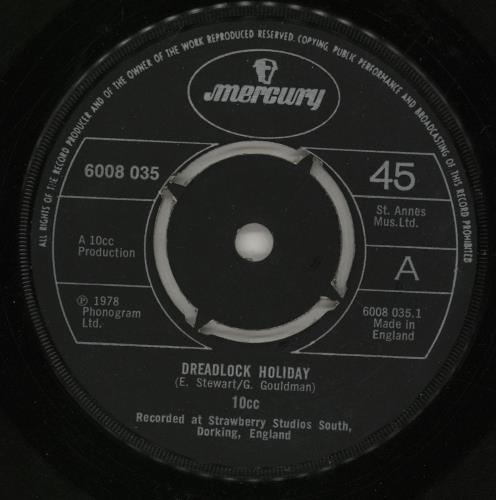 ALL RIGHTS OF THE RECORD PRODUCER AND OF THE OWNER OF THE WORK REPRODUCED RESERVED. COPYING, PUBLIC PERFORMANCE AND BROADCASTING OF THIS RECORD PROHIBITED
mercury
6008 035
45
St. Annes
Mus.Ltd.
A 10cc
Production
A
℗ 1978
Phonogram
Ltd.
6008 035.1
Made in
England
DREADLOCK HOLIDAY
(E. Stewart/G. Gouldman)
10cc
Recorded at Strawberry Studios South,
Dorking, England